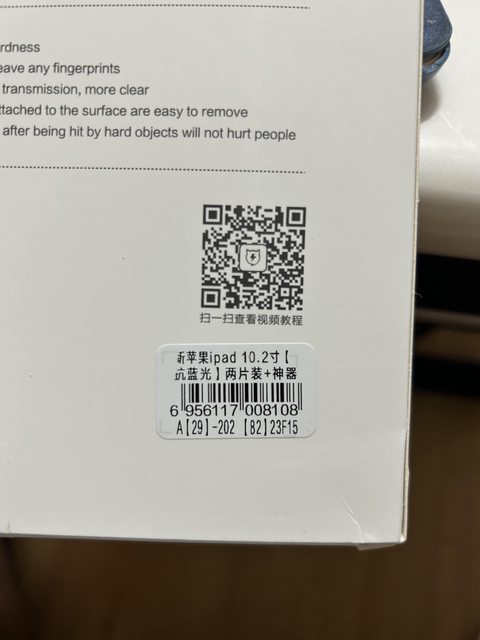 rdness
eave any fingerprints
transmission, more clear
ttached to the surface are easy to remove
after being hit by hard objects will not hurt people
扫一扫查看视频教程
新苹果ipad 10.2寸【
抗蓝光】两片装+神器
6 956117 008108
A【29】-202 【82】23F15